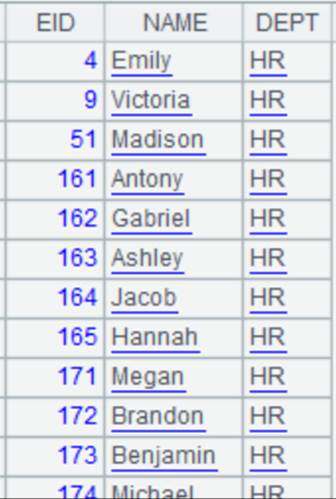 EID NAME DEPT
4 Emily HR
9 Victoria HR
51 Madison HR
161 Antony HR
162 Gabriel HR
163 Ashley HR
164 Jacob HR
165 Hannah HR
171 Megan HR
172 Brandon HR
173 Benjamin HR
174 Michael HR